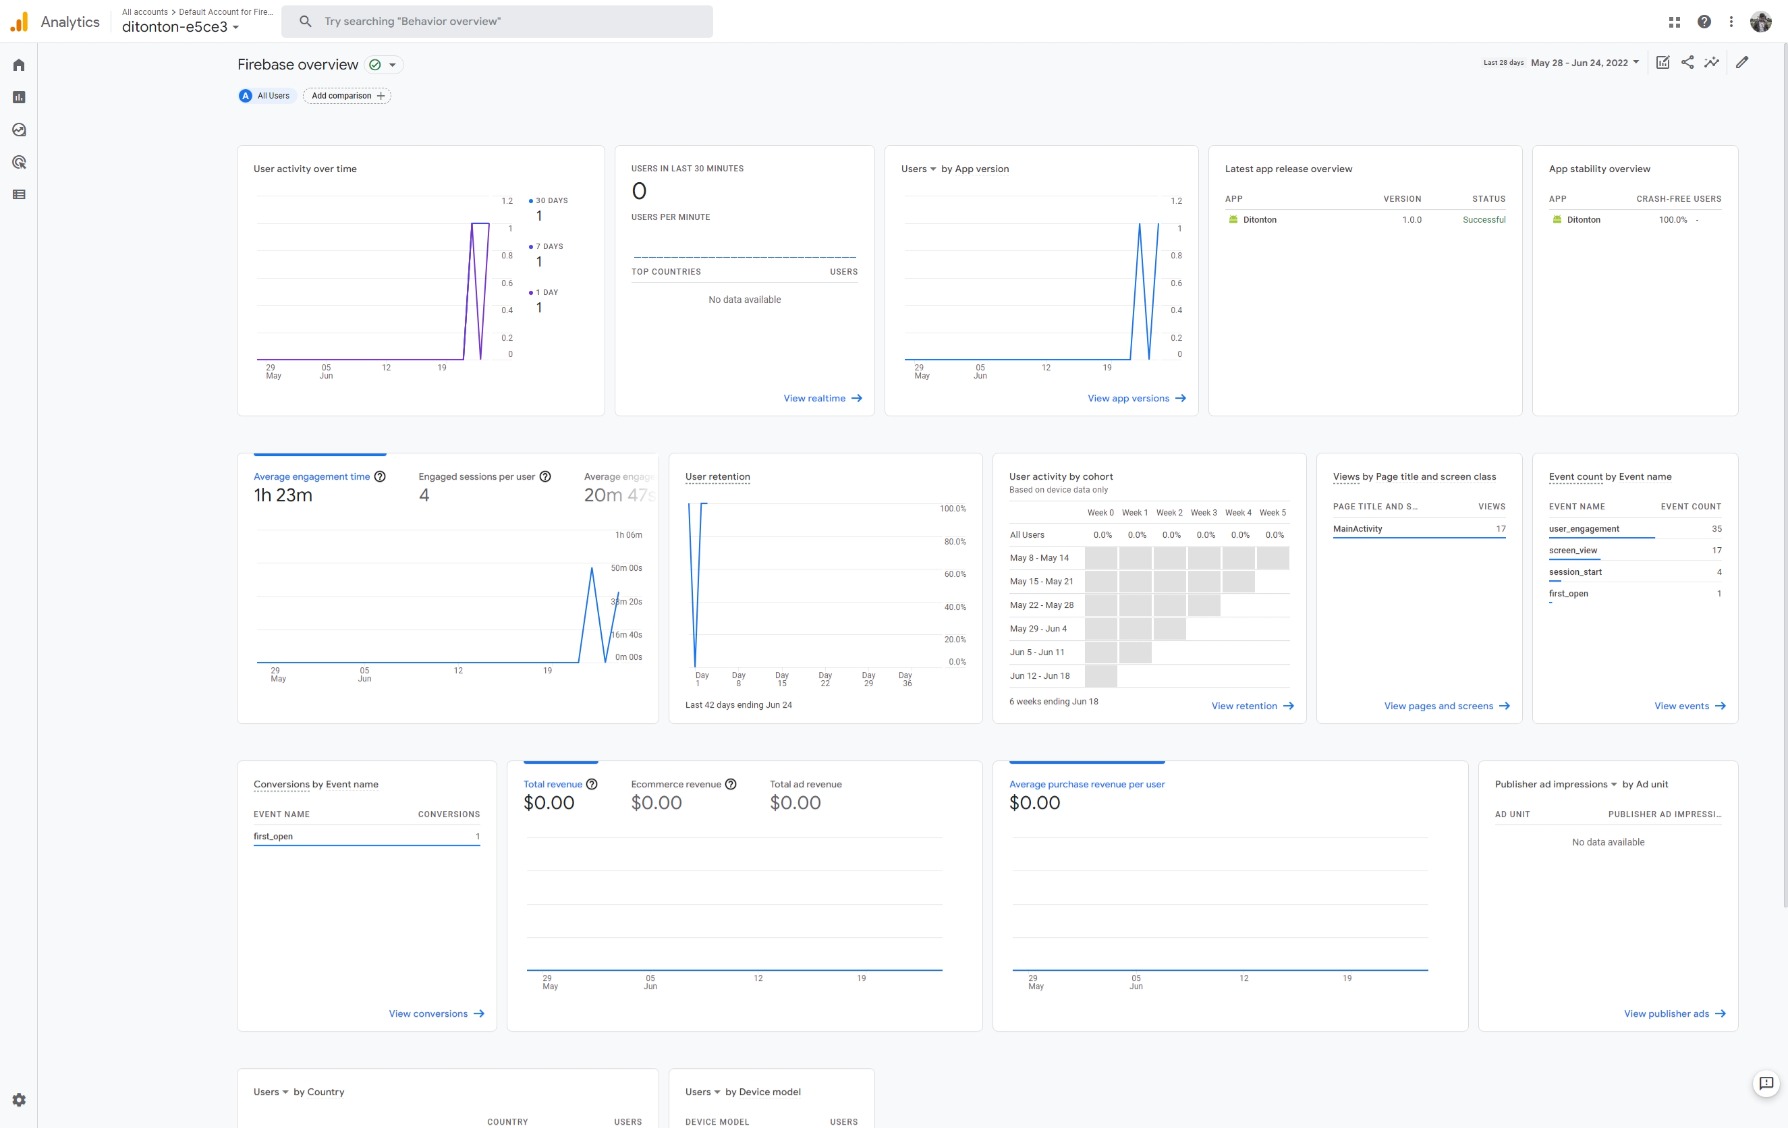 Analytics
All accounts > Default Account for Fire...
ditonton-e5ce3
Try searching "Behavior overview"
Firebase overview
Last 28 days May 28 - Jun 24, 2022
A All Users
Add comparison +
User activity over time
1.2
1
0.8
0.6
0.4
0.2
0
29 May
05 Jun
12
19
30 DAYS
1
7 DAYS
1
1 DAY
1
USERS IN LAST 30 MINUTES
0
USERS PER MINUTE
TOP COUNTRIES USERS
No data available
View realtime
Users by App version
1.2
1
0.8
0.6
0.4
0.2
0
29 May
05 Jun
12
19
View app versions
Latest app release overview
APP VERSION STATUS
Ditonton 1.0.0 Successful
App stability overview
APP CRASH-FREE USERS
Ditonton 100.0% -
Average engagement time
1h 23m
Engaged sessions per user
4
Average engage
20m 47s
1h 06m
50m 00s
33m 20s
16m 40s
0m 00s
29 May
05 Jun
12
19
User retention
100.0%
80.0%
60.0%
40.0%
20.0%
0.0%
Day 1
Day 8
Day 15
Day 22
Day 29
Day 36
Last 42 days ending Jun 24
User activity by cohort
Based on device data only
Week 0 Week 1 Week 2 Week 3 Week 4 Week 5
All Users 0.0% 0.0% 0.0% 0.0% 0.0% 0.0%
May 8 - May 14
May 15 - May 21
May 22 - May 28
May 29 - Jun 4
Jun 5 - Jun 11
Jun 12 - Jun 18
6 weeks ending Jun 18
View retention
Views by Page title and screen class
PAGE TITLE AND S... VIEWS
MainActivity 17
View pages and screens
Event count by Event name
EVENT NAME EVENT COUNT
user_engagement 35
screen_view 17
session_start 4
first_open 1
View events
Conversions by Event name
EVENT NAME CONVERSIONS
first_open 1
View conversions
Total revenue
$0.00
Ecommerce revenue
$0.00
Total ad revenue
$0.00
29 May
05 Jun
12
19
Average purchase revenue per user
$0.00
29 May
05 Jun
12
19
Publisher ad impressions by Ad unit
AD UNIT PUBLISHER AD IMPRESSI...
No data available
View publisher ads
Users by Country
COUNTRY USERS
Users by Device model
DEVICE MODEL USERS